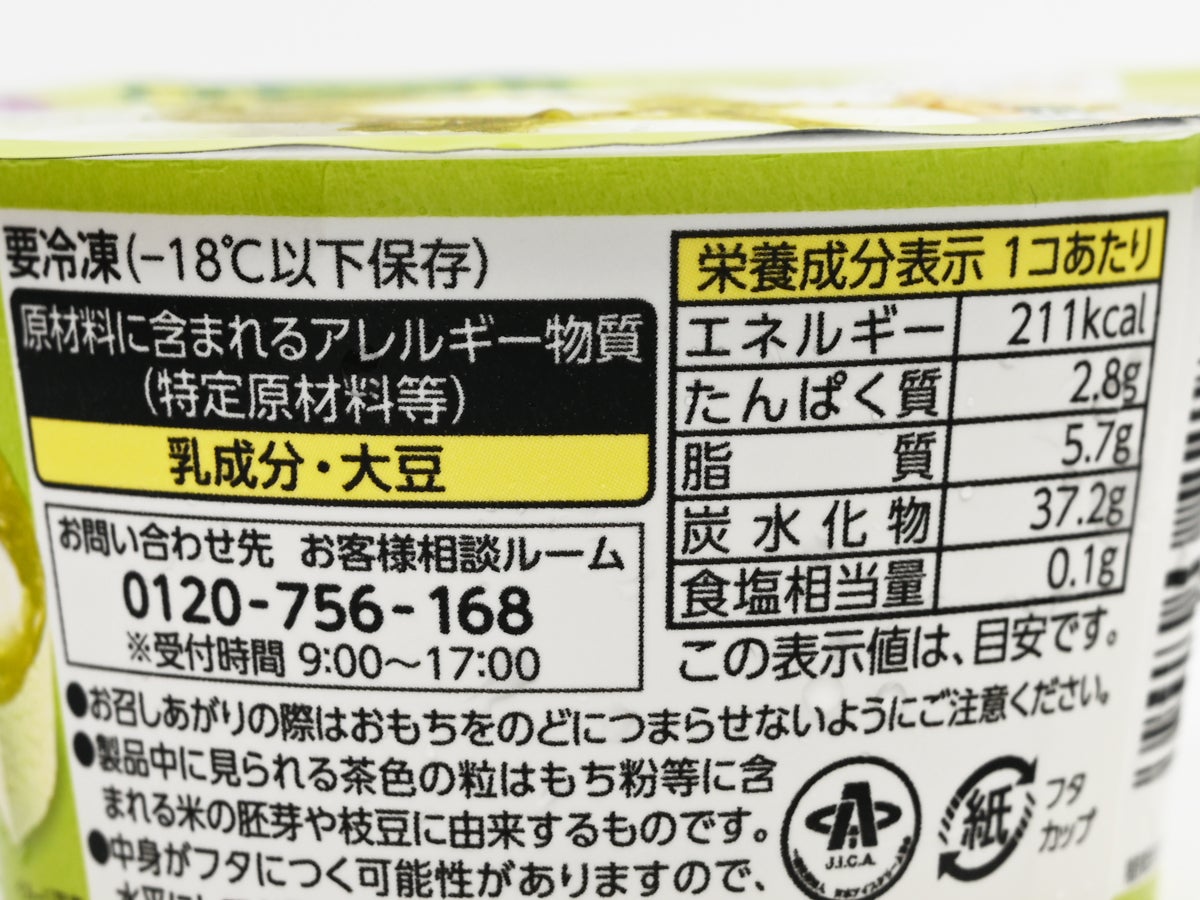 要冷凍(-18℃以下保存)
原材料に含まれるアレルギー物質
(特定原材料等)
乳成分・大豆
お問い合わせ先 お客様相談ルーム
0120-756-168
※受付時間 9:00～17:00
栄養成分表示 1コあたり
エネルギー 211kcal
たんぱく質 2.8g
脂質 5.7g
炭水化物 37.2g
食塩相当量 0.1g
この表示値は、目安です。
●お召しあがりの際はおもちをのどにつまらせないようにご注意ください。
●製品中に見られる茶色の粒はもち粉等に含
まれる米の胚芽や枝豆に由来するものです。
●中身がフタにつく可能性がありますので、
J.I.C.A.
紙
フタ
カップ